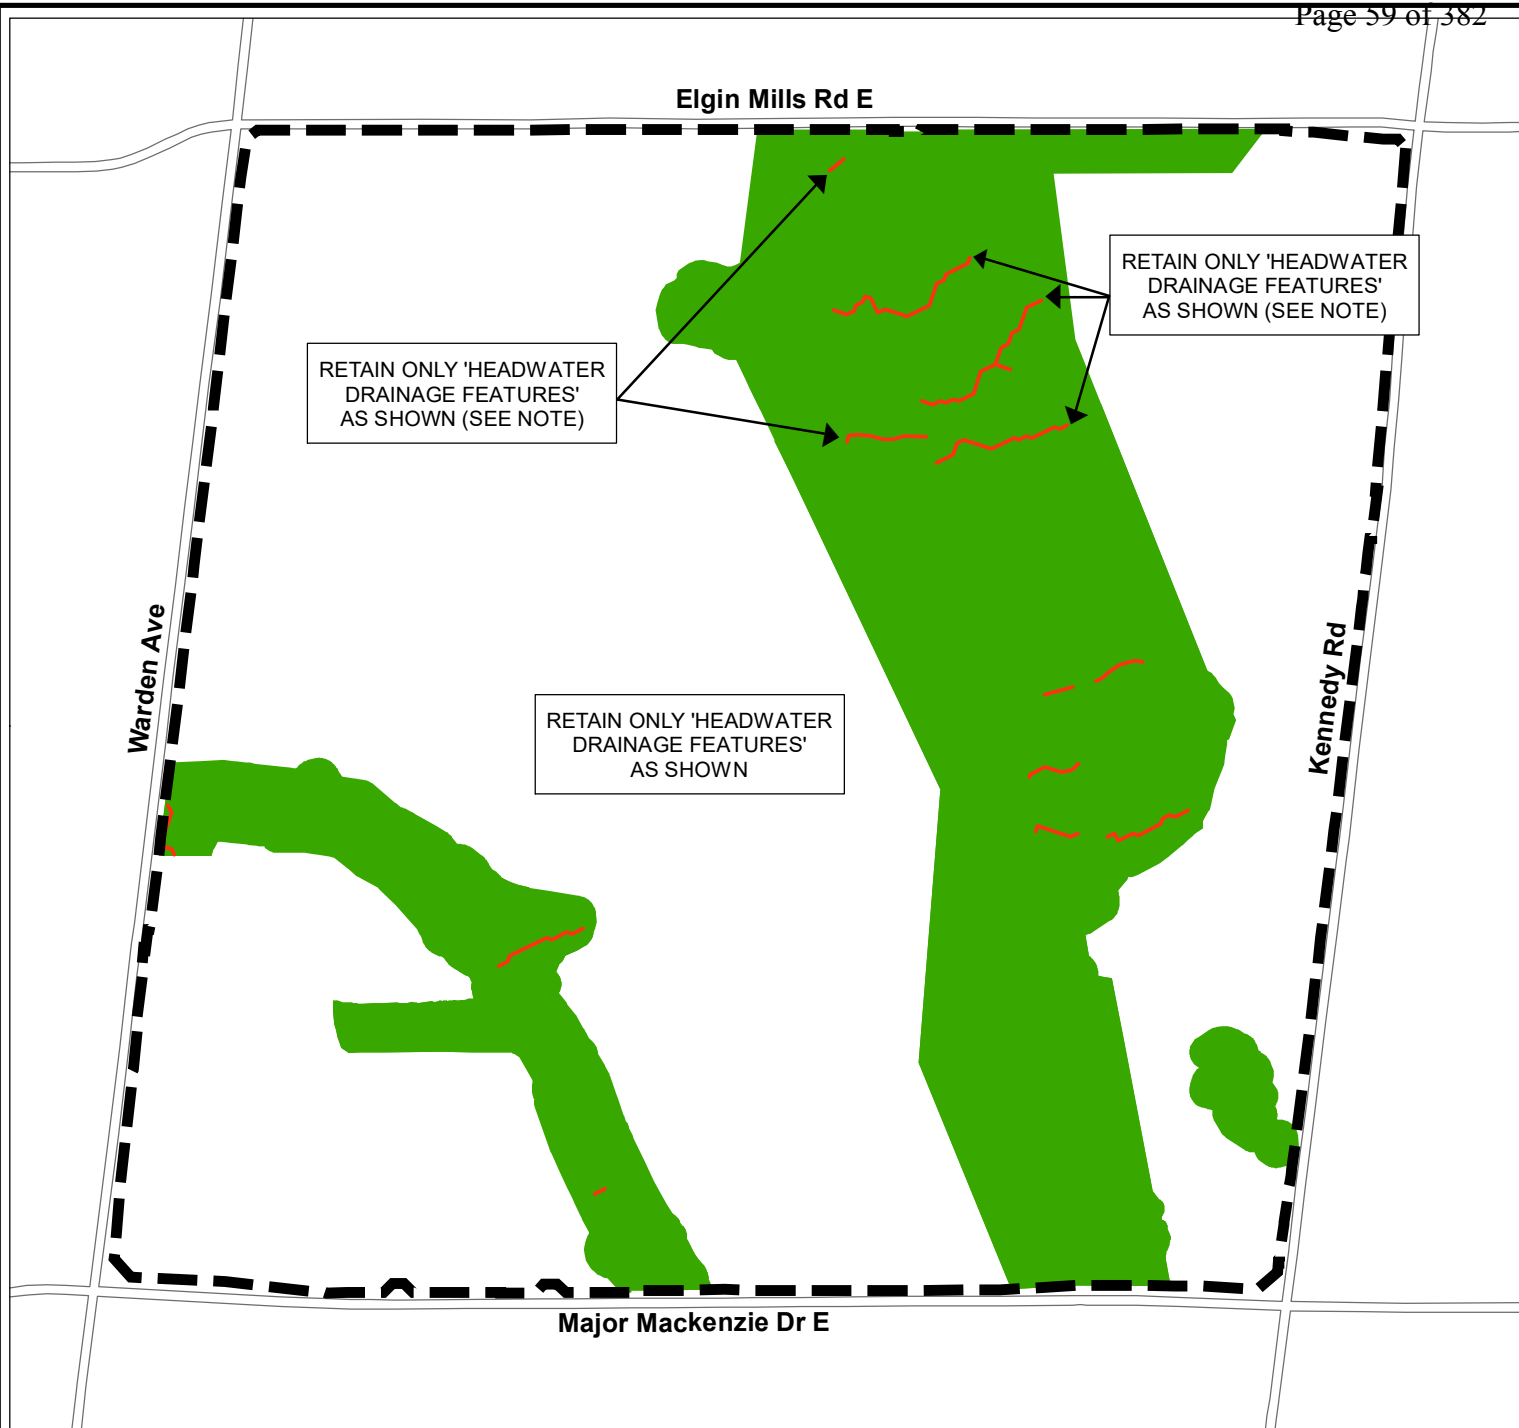 Page 59 of 382
Elgin Mills Rd E
RETAIN ONLY 'HEADWATER
DRAINAGE FEATURES'
AS SHOWN (SEE NOTE)
RETAIN ONLY 'HEADWATER
DRAINAGE FEATURES'
AS SHOWN (SEE NOTE)
Warden Ave
Kennedy Rd
RETAIN ONLY 'HEADWATER
DRAINAGE FEATURES'
AS SHOWN
Major Mackenzie Dr E